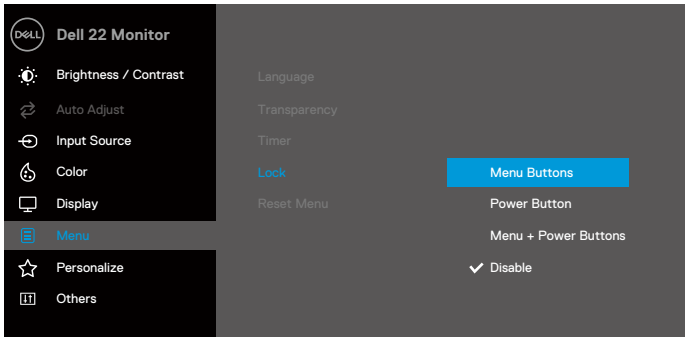 DELL Dell 22 Monitor
Brightness / Contrast
Auto Adjust
Input Source
Color
Display
Menu
Personalize
Others
Language
Transparency
Timer
Lock
Reset Menu
Menu Buttons
Power Button
Menu + Power Buttons
Disable